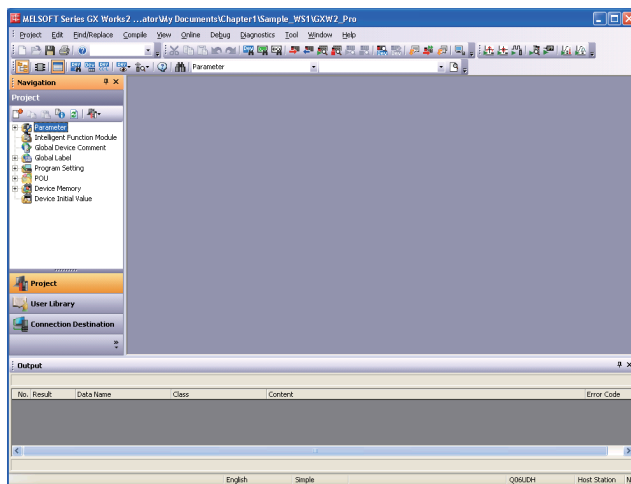 MELSOFT Series GX Works2 ...ator\My Documents\Chapter1\Sample_WS1\GXW2_Pro
Project Edit Find/Replace Compile View Online Debug Diagnostics Tool Window Help
Parameter
Navigation
Project
Parameter
Intelligent Function Module
Global Device Comment
Global Label
Program Setting
POU
Device Memory
Device Initial Value
Project
User Library
Connection Destination
Output
No. Result Data Name Class Content Error Code
English Simple Q06UDH Host Station N